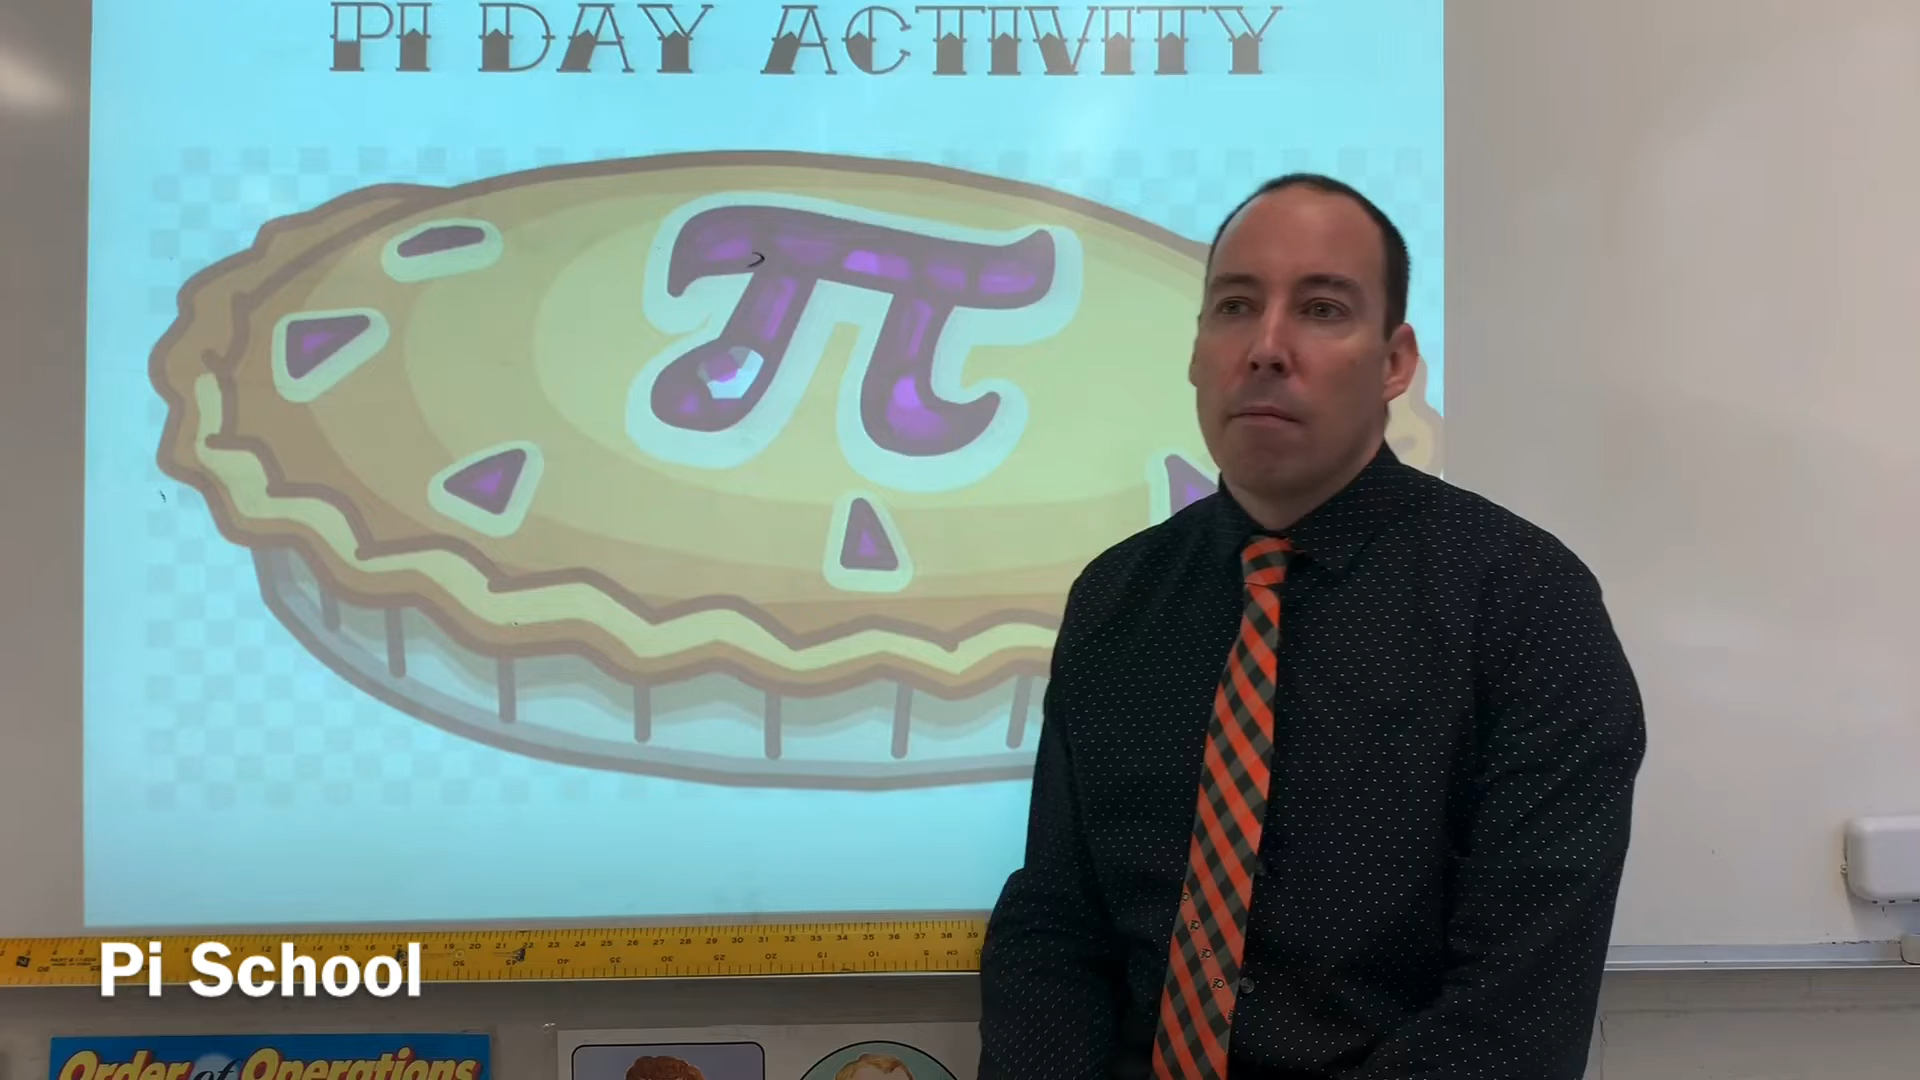 PI DAY ACTIVITY
π
Pi School
Order of Operations